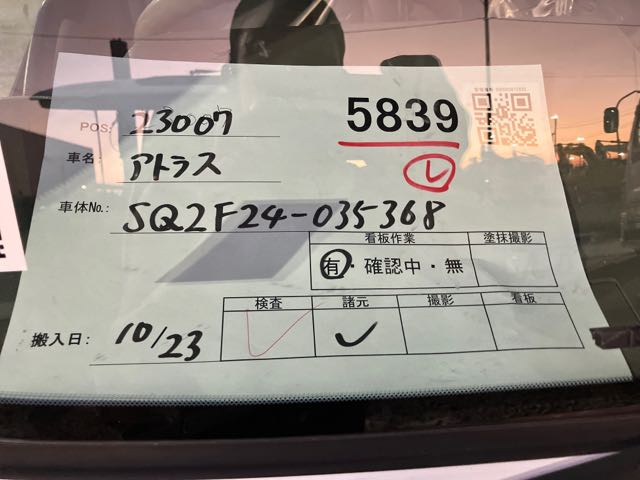 POS: 23007
5839
車名: アトラス
レ
車体No.: SQ2F24-035368
看板作業 塗抹撮影
有・確認中・無
検査 諸元 撮影 看板
搬入日: 10/23